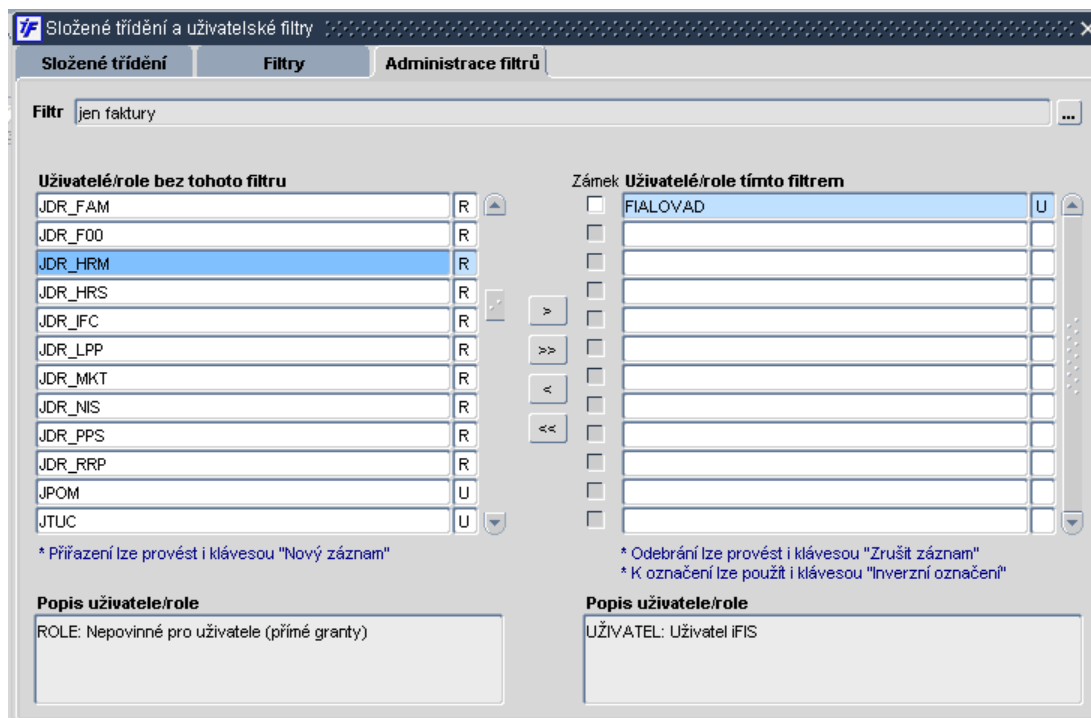 iF Složené třídění a uživatelské filtry
Složené třídění Filtry Administrace filtrů
Filtr jen faktury ...
Uživatelé/role bez tohoto filtru
JDR_FAM R
JDR_F00 R
JDR_HRM R
JDR_HRS R
JDR_IFC R
JDR_LPP R
JDR_MKT R
JDR_NIS R
JDR_PPS R
JDR_RRP R
JPOM U
JTUC U
* Přiřazení lze provést i klávesou "Nový záznam"
Popis uživatele/role
ROLE: Nepovinné pro uživatele (přímé granty)
>
>>
<
<<
Zámek Uživatelé/role tímto filtrem
FIALOVAD U
* Odebrání lze provést i klávesou "Zrušit záznam"
* K označení lze použít i klávesou "Inverzní označení"
Popis uživatele/role
UŽIVATEL: Uživatel iFIS